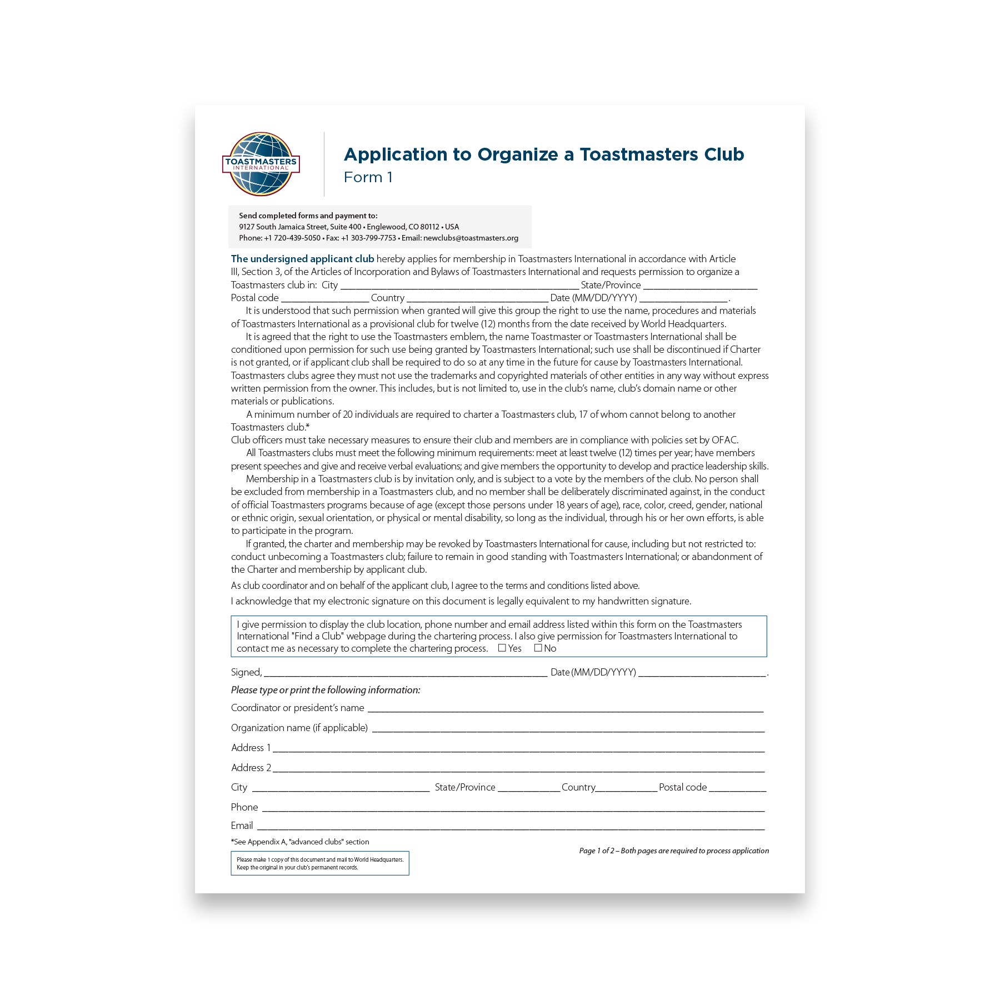 TOASTMASTERS
INTERNATIONAL
Application to Organize a Toastmasters Club
Form 1
Send completed forms and payment to:
9127 South Jamaica Street, Suite 400 • Englewood, CO 80112 • USA
Phone: +1 720-439-5050 • Fax: +1 303-799-7753 • Email: newclubs@toastmasters.org
The undersigned applicant club hereby applies for membership in Toastmasters International in accordance with Article
III, Section 3, of the Articles of Incorporation and Bylaws of Toastmasters International and requests permission to organize a
Toastmasters club in: City ______________ State/Province ______________
Postal code ______________ Country ______________ Date (MM/DD/YYYY) ______________.
It is understood that such permission when granted will give this group the right to use the name, procedures and materials
of Toastmasters International as a provisional club for twelve (12) months from the date received by World Headquarters.
It is agreed that the right to use the Toastmasters emblem, the name Toastmaster or Toastmasters International shall be
conditioned upon permission for such use being granted by Toastmasters International; such use shall be discontinued if Charter
is not granted, or if applicant club shall be required to do so at any time in the future for cause by Toastmasters International.
Toastmasters clubs agree they must not use the trademarks and copyrighted materials of other entities in any way without express
written permission from the owner. This includes, but is not limited to, use in the club’s name, club’s domain name or other
materials or publications.
A minimum number of 20 individuals are required to charter a Toastmasters club, 17 of whom cannot belong to another
Toastmasters club.*
Club officers must take necessary measures to ensure their club and members are in compliance with policies set by OFAC.
All Toastmasters clubs must meet the following minimum requirements: meet at least twelve (12) times per year; have members
present speeches and give and receive verbal evaluations; and give members the opportunity to develop and practice leadership skills.
Membership in a Toastmasters club is by invitation only, and is subject to a vote by the members of the club. No person shall
be excluded from membership in a Toastmasters club, and no member shall be deliberately discriminated against, in the conduct
of official Toastmasters programs because of age (except those persons under 18 years of age), race, color, creed, gender, national
or ethnic origin, sexual orientation, or physical or mental disability, so long as the individual, through his or her own efforts, is able
to participate in the program.
If granted, the charter and membership may be revoked by Toastmasters International for cause, including but not restricted to:
conduct unbecoming a Toastmasters club; failure to remain in good standing with Toastmasters International; or abandonment of
the Charter and membership by applicant club.
As club coordinator and on behalf of the applicant club, I agree to the terms and conditions listed above.
I acknowledge that my electronic signature on this document is legally equivalent to my handwritten signature.
I give permission to display the club location, phone number and email address listed within this form on the Toastmasters
International "Find a Club" webpage during the chartering process. I also give permission for Toastmasters International to
contact me as necessary to complete the chartering process. ☐ Yes ☐ No
Signed, ______________ Date (MM/DD/YYYY) ______________.
Please type or print the following information:
Coordinator or president’s name ______________
Organization name (if applicable) ______________
Address 1 ______________
Address 2 ______________
City ______________ State/Province ______________ Country ______________ Postal code ______________
Phone ______________
Email ______________
*See Appendix A, "advanced clubs" section
Page 1 of 2 – Both pages are required to process application
Please make 1 copy of this document and mail to World Headquarters.
Keep the original in your club’s permanent records.